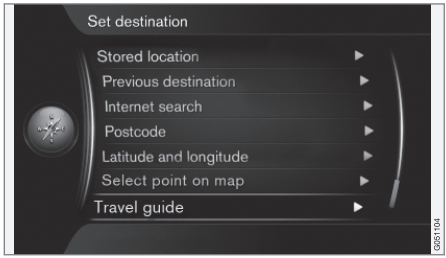 Set destination
Stored location
Previous destination
Internet search
Postcode
Latitude and longitude
Select point on map
Travel guide
G051104